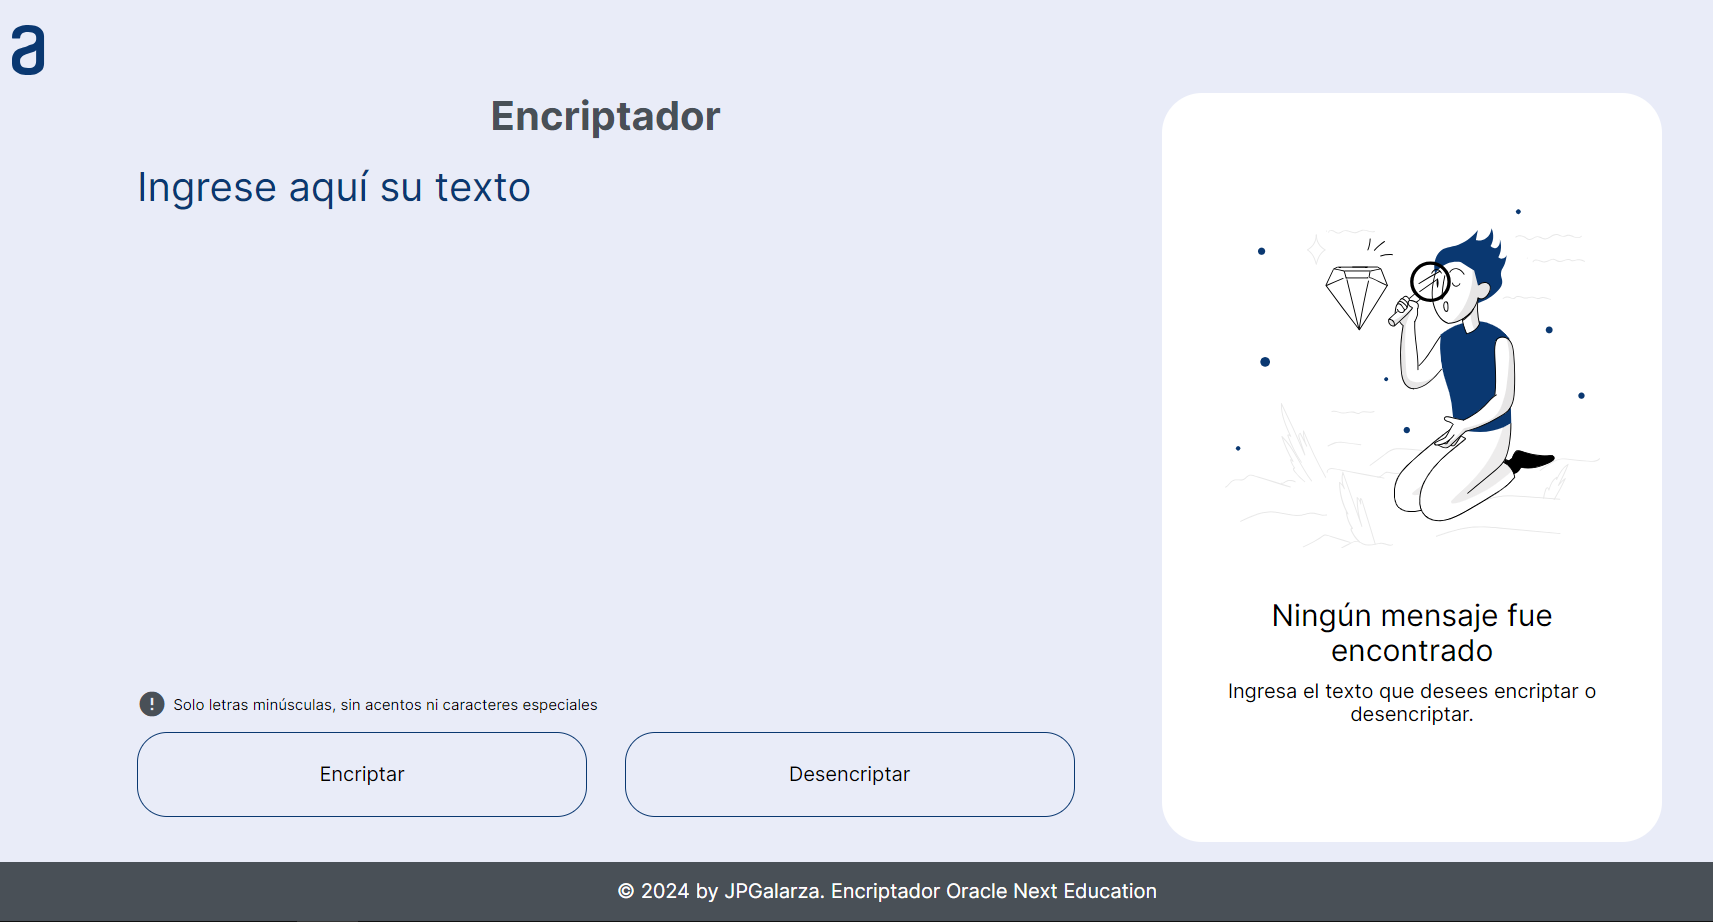 a
Encriptador
Ingrese aquí su texto
Solo letras minúsculas, sin acentos ni caracteres especiales
Encriptar
Desencriptar
Ningún mensaje fue
encontrado
Ingresa el texto que desees encriptar o
desencriptar.
© 2024 by JPGalarza. Encriptador Oracle Next Education